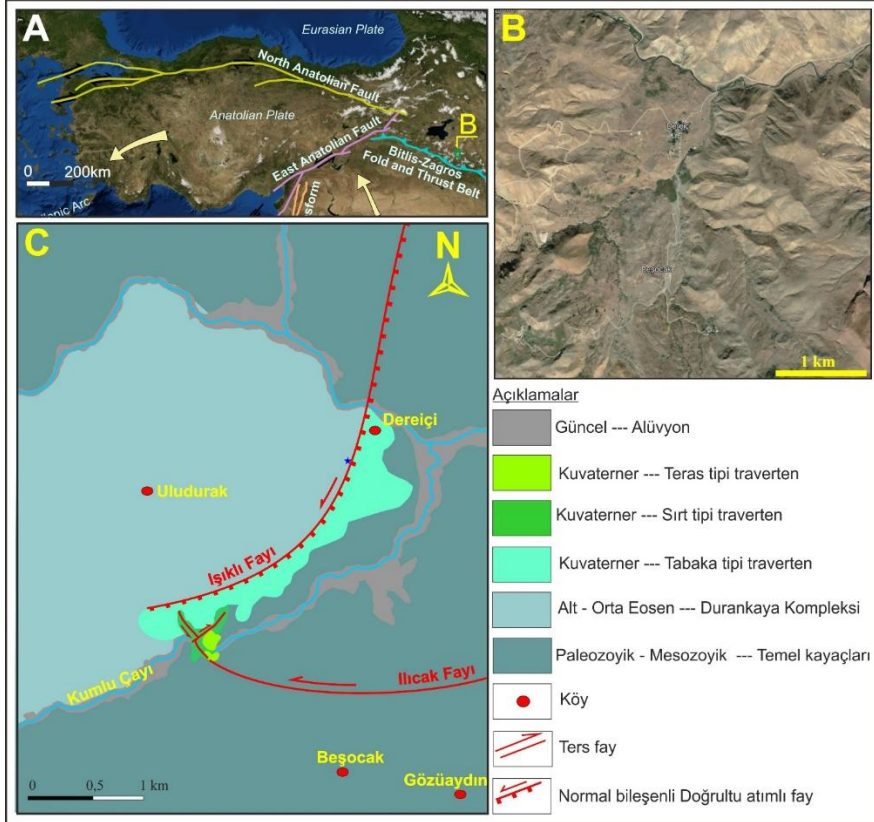 A
Eurasian Plate
North Anatolian Fault
Anatolian Plate
East Anatolian Fault
B
Bitlis-Zagros
Fold and Thrust Belt
0 200km
sform
Arc
B
Beşocak
1 km
C
N
Dereiçi
Uludurak
Işıklı Fayı
Kumlu Çayı
Ilıcak Fayı
Beşocak
Gözüaydın
0 0,5 1 km
Açıklamalar
Güncel --- Alüvyon
Kuvaterner --- Teras tipi traverten
Kuvaterner --- Sırt tipi traverten
Kuvaterner --- Tabaka tipi traverten
Alt - Orta Eosen --- Durankaya Kompleksi
Paleozoyik - Mesozoyik --- Temel kayaçları
Köy
Ters fay
Normal bileşenli Doğrultu atımlı fay